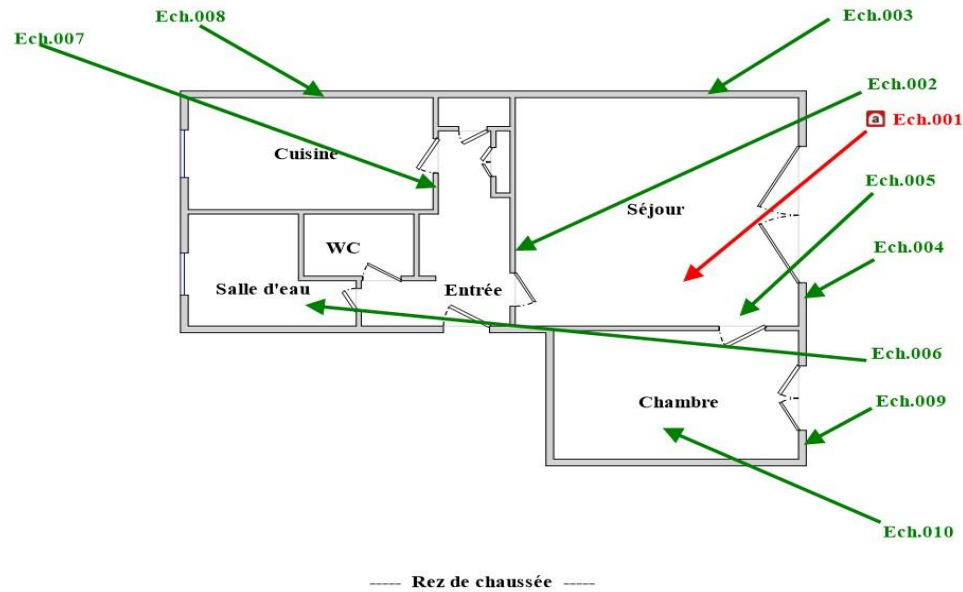 Ech.008
Ech.003
Ech.007
Ech.002
a Ech.001
Cuisine
Ech.005
Séjour
WC
Ech.004
Salle d'eau
Entrée
Ech.006
Chambre
Ech.009
Ech.010
---- Rez de chaussée ----